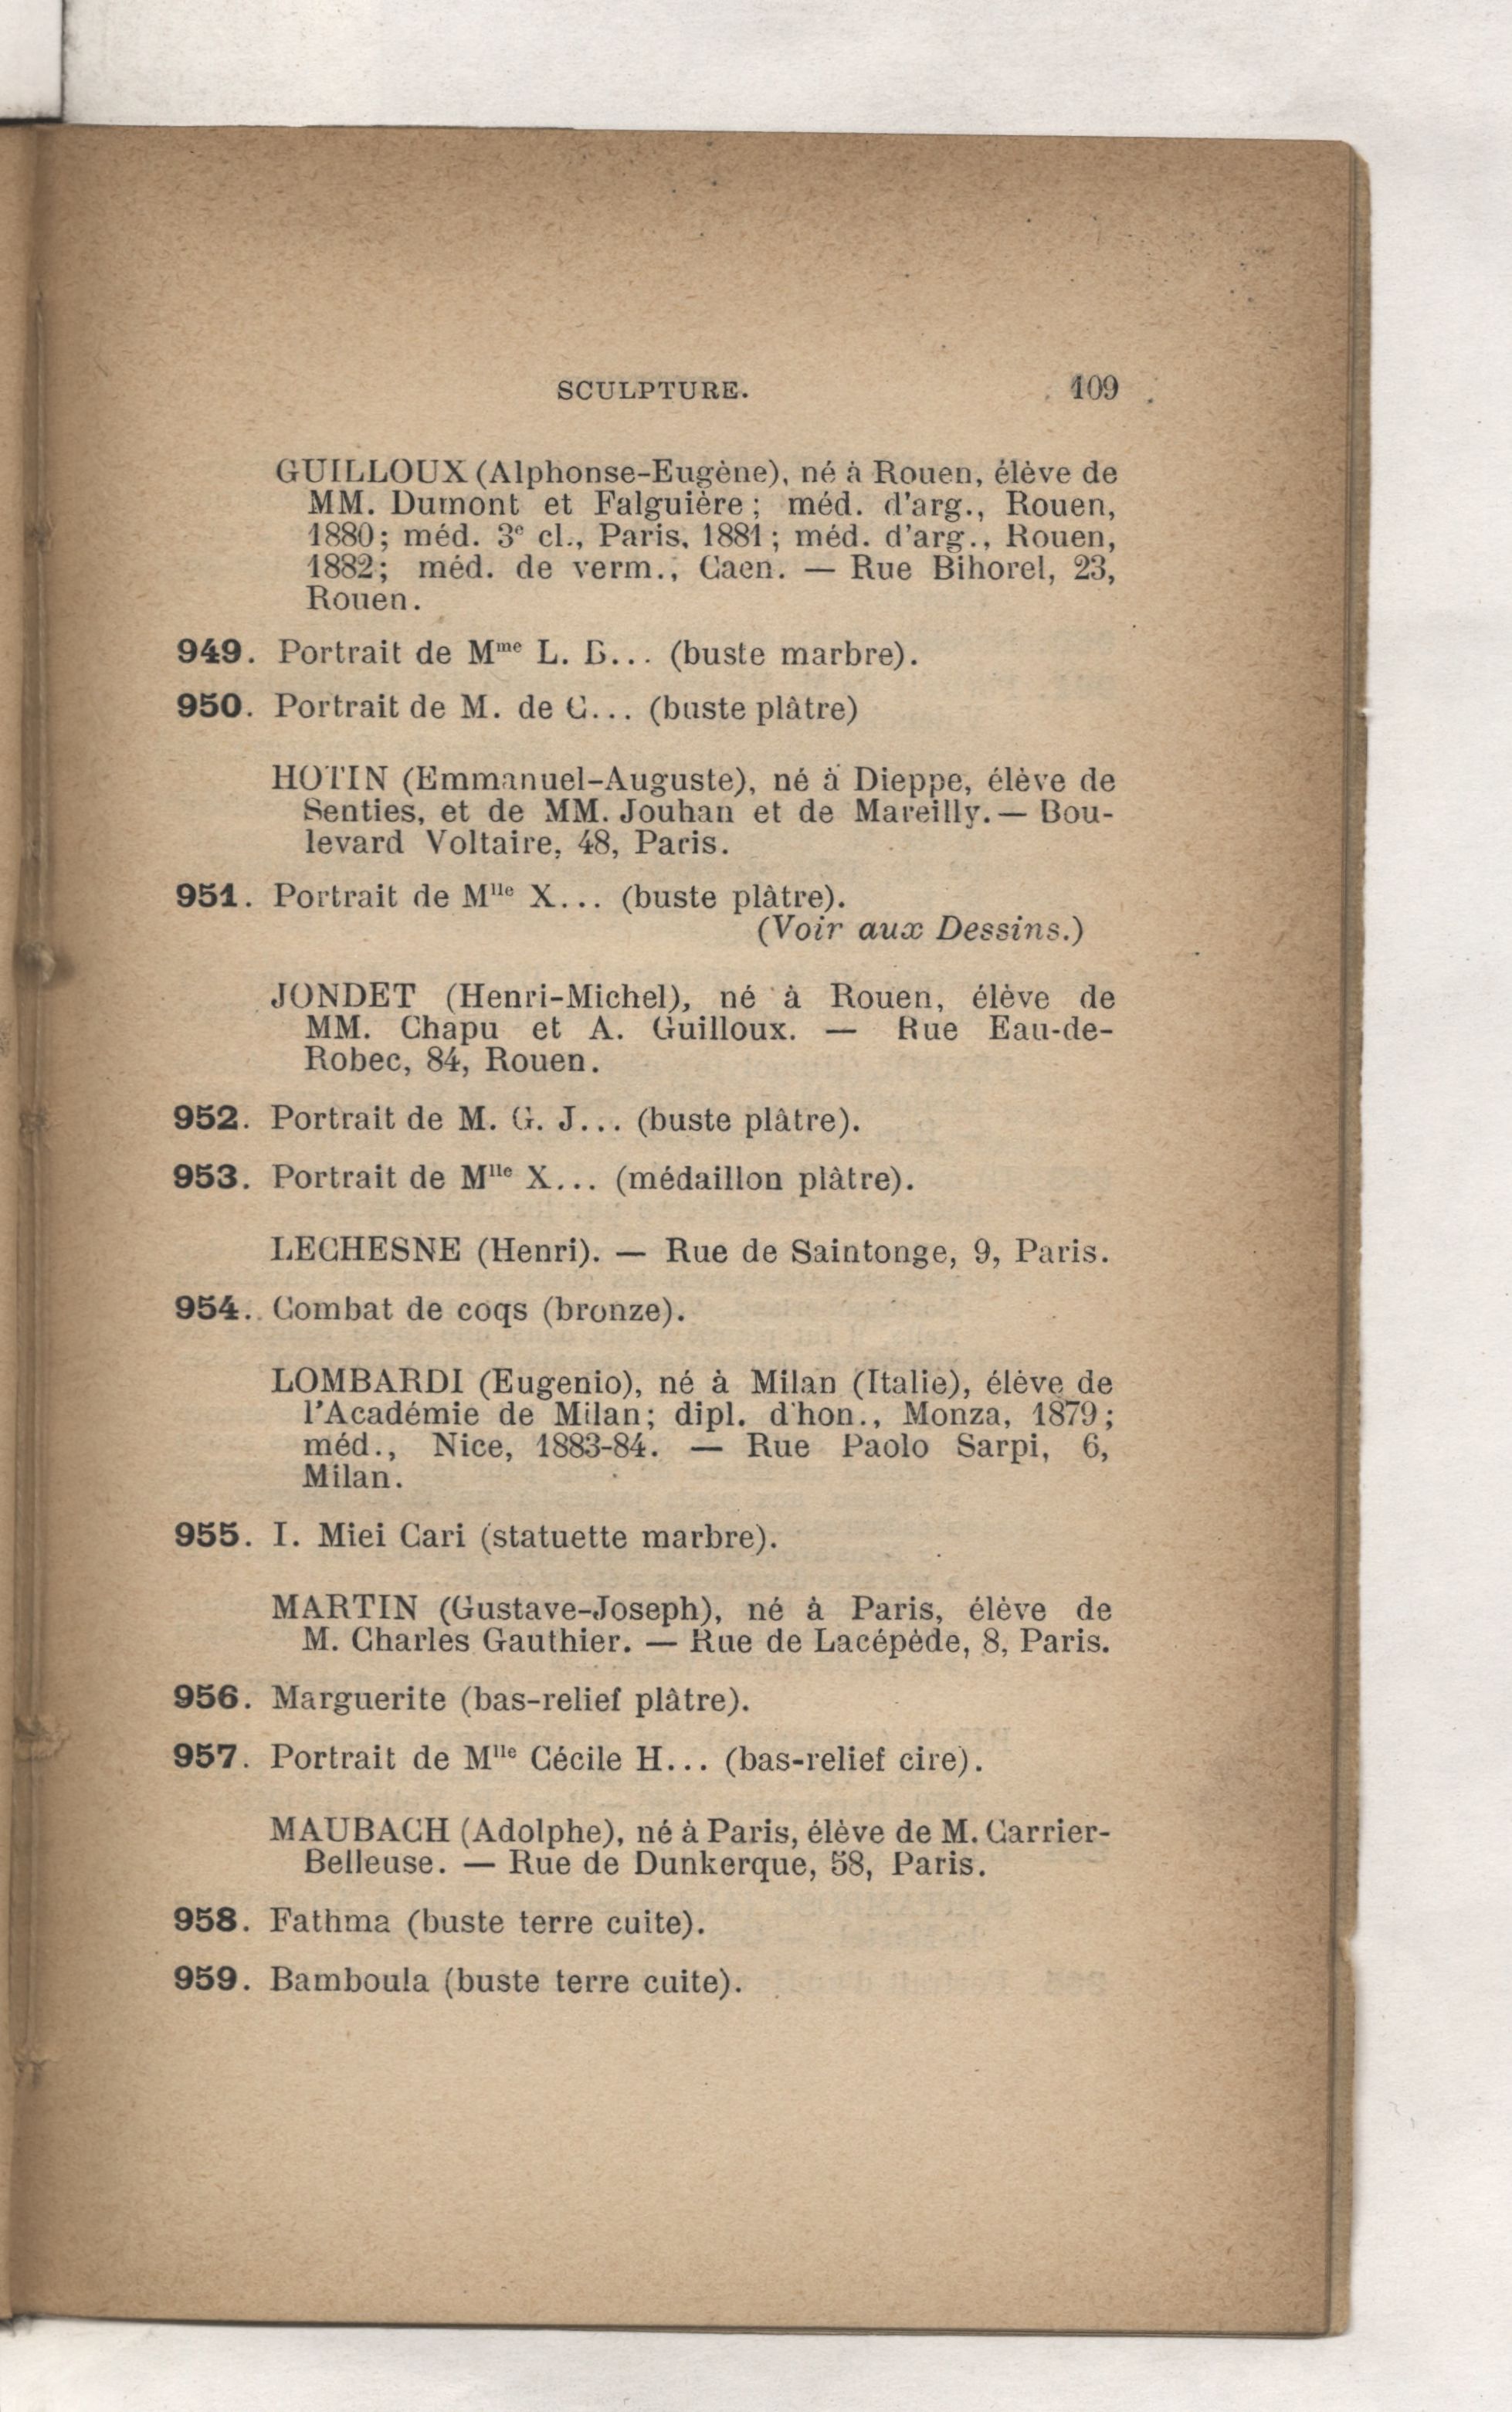 SCULPTURE. 109
GUILLOUX (Alphonse-Eugène), né à Rouen, élève de
MM. Dumont et Falguière ; méd. d'arg., Rouen,
1880 ; méd. 3e cl., Paris, 1881 ; méd. d'arg., Rouen,
1882 ; méd. de verm., Caen. — Rue Bihorel, 23,
Rouen.
949. Portrait de Mme L. B... (buste marbre).
950. Portrait de M. de C... (buste plâtre)
HOTIN (Emmanuel-Auguste), né à Dieppe, élève de
Senties, et de MM. Jouhan et de Mareilly. — Bou-
levard Voltaire, 48, Paris.
951. Portrait de Mlle X... (buste plâtre).
(Voir aux Dessins.)
JONDET (Henri-Michel), né à Rouen, élève de
MM. Chapu et A. Guilloux. — Rue Eau-de-
Robec, 84, Rouen.
952. Portrait de M. G. J... (buste plâtre).
953. Portrait de Mlle X... (médaillon plâtre).
LECHESNE (Henri). — Rue de Saintonge, 9, Paris.
954. Combat de coqs (bronze).
LOMBARDI (Eugenio), né à Milan (Italie), élève de
l'Académie de Milan ; dipl. d'hon., Monza, 1879 ;
méd., Nice, 1883-84. — Rue Paolo Sarpi, 6,
Milan.
955. I. Miei Cari (statuette marbre).
MARTIN (Gustave-Joseph), né à Paris, élève de
M. Charles Gauthier. — Rue de Lacépède, 8, Paris.
956. Marguerite (bas-relief plâtre).
957. Portrait de Mlle Cécile H... (bas-relief cire).
MAUBACH (Adolphe), né à Paris, élève de M. Carrier-
Belleuse. — Rue de Dunkerque, 58, Paris.
958. Fathma (buste terre cuite).
959. Bamboula (buste terre cuite).